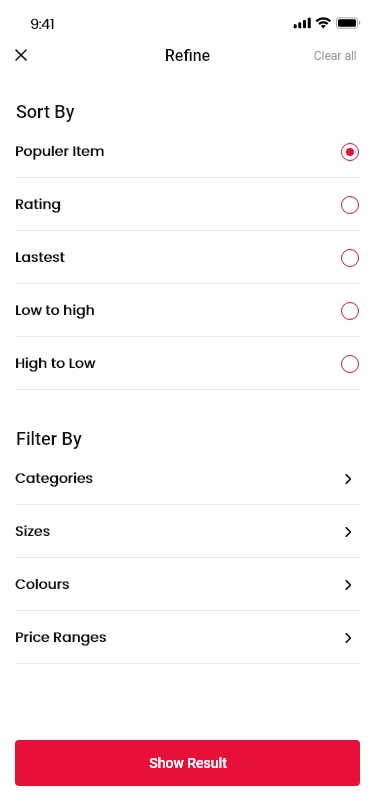 9:41
Refine
Clear all
Sort By
Populer Item
Rating
Lastest
Low to high
High to Low
Filter By
Categories
Sizes
Colours
Price Ranges
Show Result